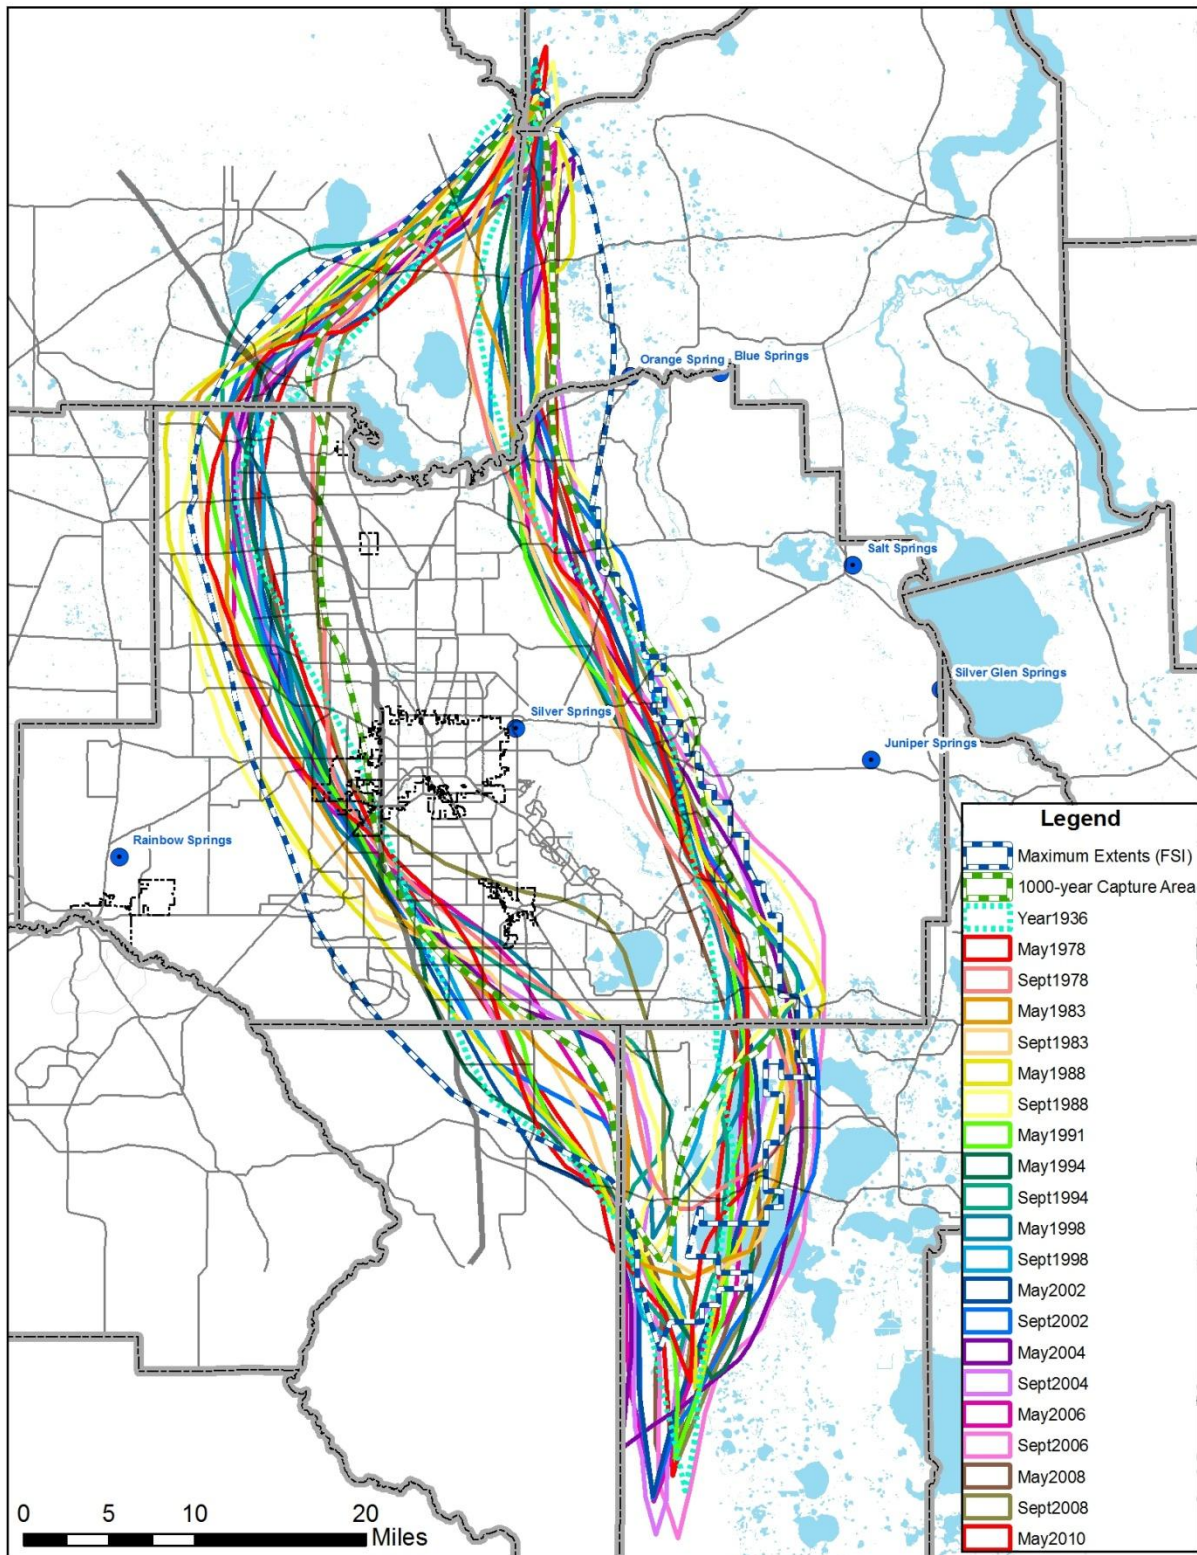 Orange Spring
Blue Springs
Salt Springs
Silver Glen Springs
Silver Springs
Juniper Springs
Rainbow Springs
Legend
Maximum Extents (FSI)
1000-year Capture Area
Year1936
May1978
Sept1978
May1983
Sept1983
May1988
Sept1988
May1991
May1994
Sept1994
May1998
Sept1998
May2002
Sept2002
May2004
Sept2004
May2006
Sept2006
May2008
Sept2008
May2010
0 5 10 20
Miles